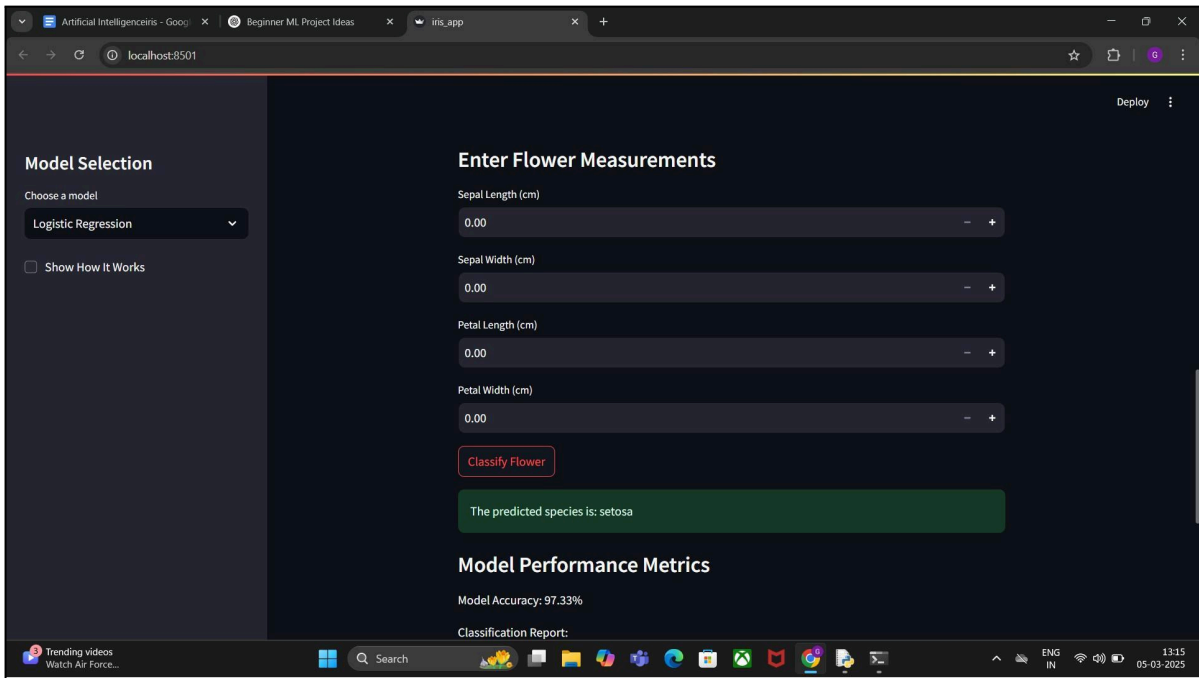 Artificial Intelligenceiris - Goog
Beginner ML Project Ideas
iris_app
localhost:8501
G
Deploy
Model Selection
Choose a model
Logistic Regression
Show How It Works
Enter Flower Measurements
Sepal Length (cm)
0.00
Sepal Width (cm)
0.00
Petal Length (cm)
0.00
Petal Width (cm)
0.00
Classify Flower
The predicted species is: setosa
Model Performance Metrics
Model Accuracy: 97.33%
Classification Report:
3
Trending videos
Watch Air Force...
Search
ENG
IN
13:15
05-03-2025